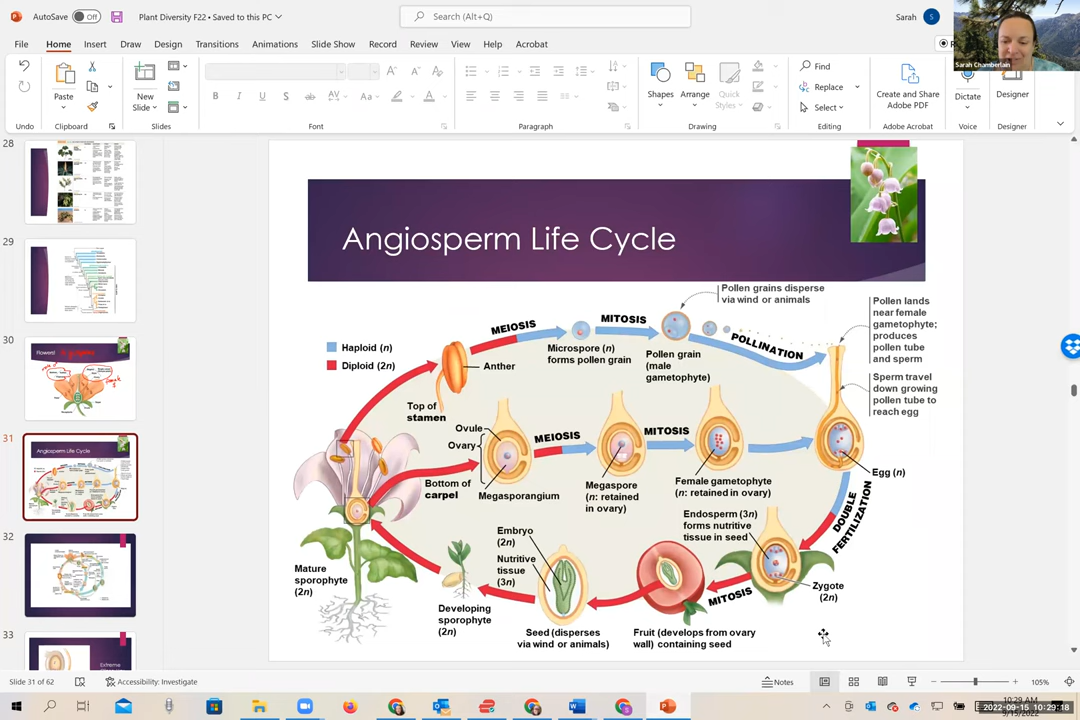 AutoSave Off Plant Diversity F22 • Saved to this PC
Search (Alt+Q)
Sarah S
Sarah Chamberlain
File Home Insert Draw Design Transitions Animations Slide Show Record Review View Help Acrobat
Paste
New
Slide
Shapes
Arrange
Quick
Styles
Find
Replace
Select
Create and Share
Adobe PDF
Dictate
Designer
Undo Clipboard Slides Font Paragraph Drawing Editing Adobe Acrobat Voice Designer
28
29
30
31
32
33
Angiosperm Life Cycle
Pollen grains disperse
via wind or animals
Pollen lands
near female
gametophyte;
produces
pollen tube
and sperm
Haploid (n)
Diploid (2n)
MEIOSIS
MITOSIS
POLLINATION
Microspore (n)
forms pollen grain
Pollen grain
(male
gametophyte)
Anther
Top of
stamen
Sperm travel
down growing
pollen tube to
reach egg
Ovule
Ovary
MEIOSIS
MITOSIS
Bottom of
carpel
Megasporangium
Megaspore
(n: retained
in ovary)
Female gametophyte
(n: retained in ovary)
Egg (n)
DOUBLE
FERTILIZATION
Endosperm (3n)
forms nutritive
tissue in seed
Zygote
(2n)
MITOSIS
Embryo
(2n)
Nutritive
tissue
(3n)
Mature
sporophyte
(2n)
Developing
sporophyte
(2n)
Seed (disperses
via wind or animals)
Fruit (develops from ovary
wall) containing seed
Slide 31 of 62
Accessibility: Investigate
Notes
105%
10:29 AM
2022-09-15 10:29:18
9/15/2022